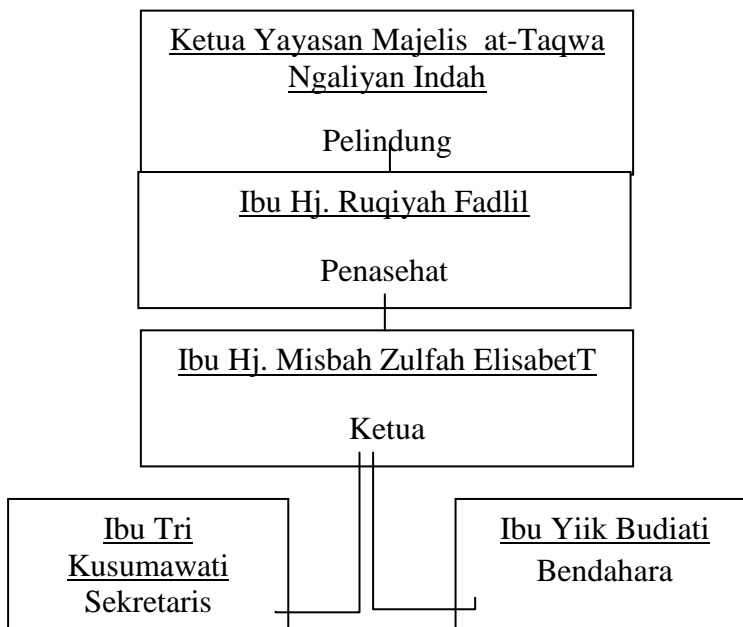 Ketua Yayasan Majelis at-Taqwa
Ngaliyan Indah
Pelindung
Ibu Hj. Ruqiyah Fadlil
Penasehat
Ibu Hj. Misbah Zulfah ElisabetT
Ketua
Ibu Tri
Kusumawati
Sekretaris
Ibu Yiik Budiati
Bendahara